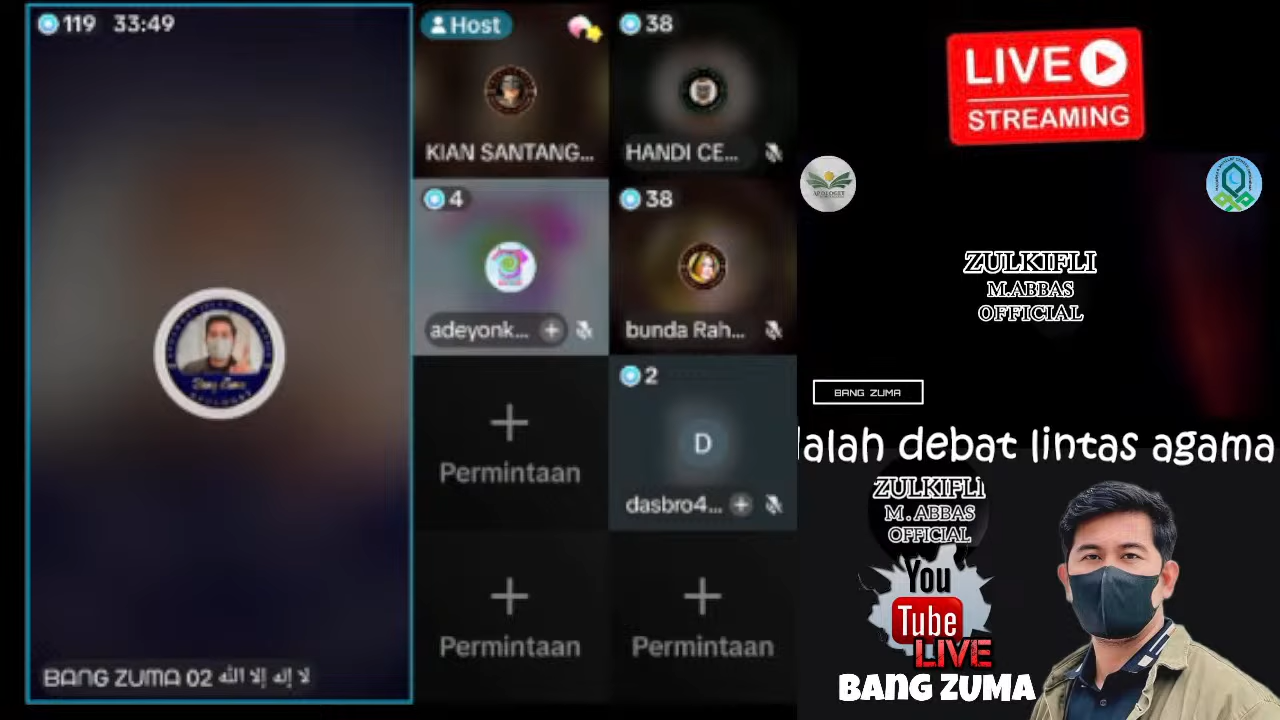 119 33:49
Host
38
KIAN SANTANG...
HANDI CE...
4
38
adeyonk...
bunda Rah...
2
D
Permintaan
dasbro4...
Permintaan
Permintaan
BANG ZUMA 02 لا إله إلا الله
LIVE
STREAMING
ZULKIFLI
M.ABBAS
OFFICIAL
BANG ZUMA
alah debat lintas agama
ZULKIFLI
M.ABBAS
OFFICIAL
You
Tube
LIVE
BANG ZUMA